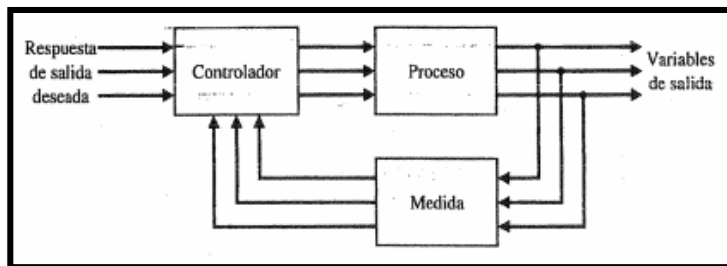 Respuesta
de salida
deseada
Controlador
Proceso
Variables
de salida
Medida